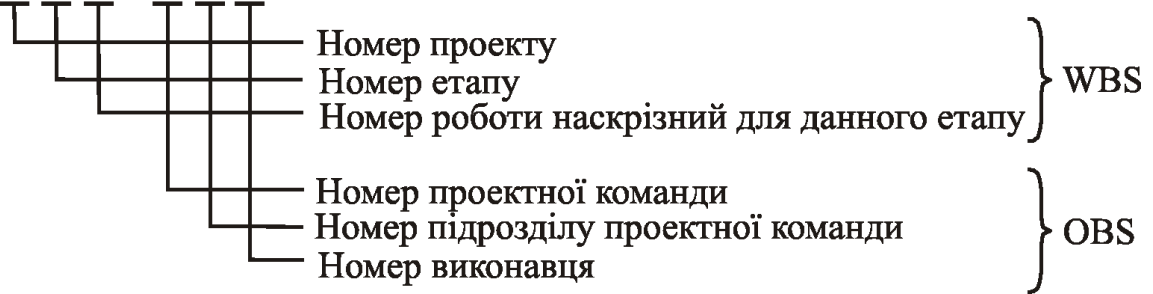 Номер проекту
Номер етапу
Номер роботи наскрізний для данного етапу
WBS
Номер проектної команди
Номер підрозділу проектної команди
Номер виконавця
OBS